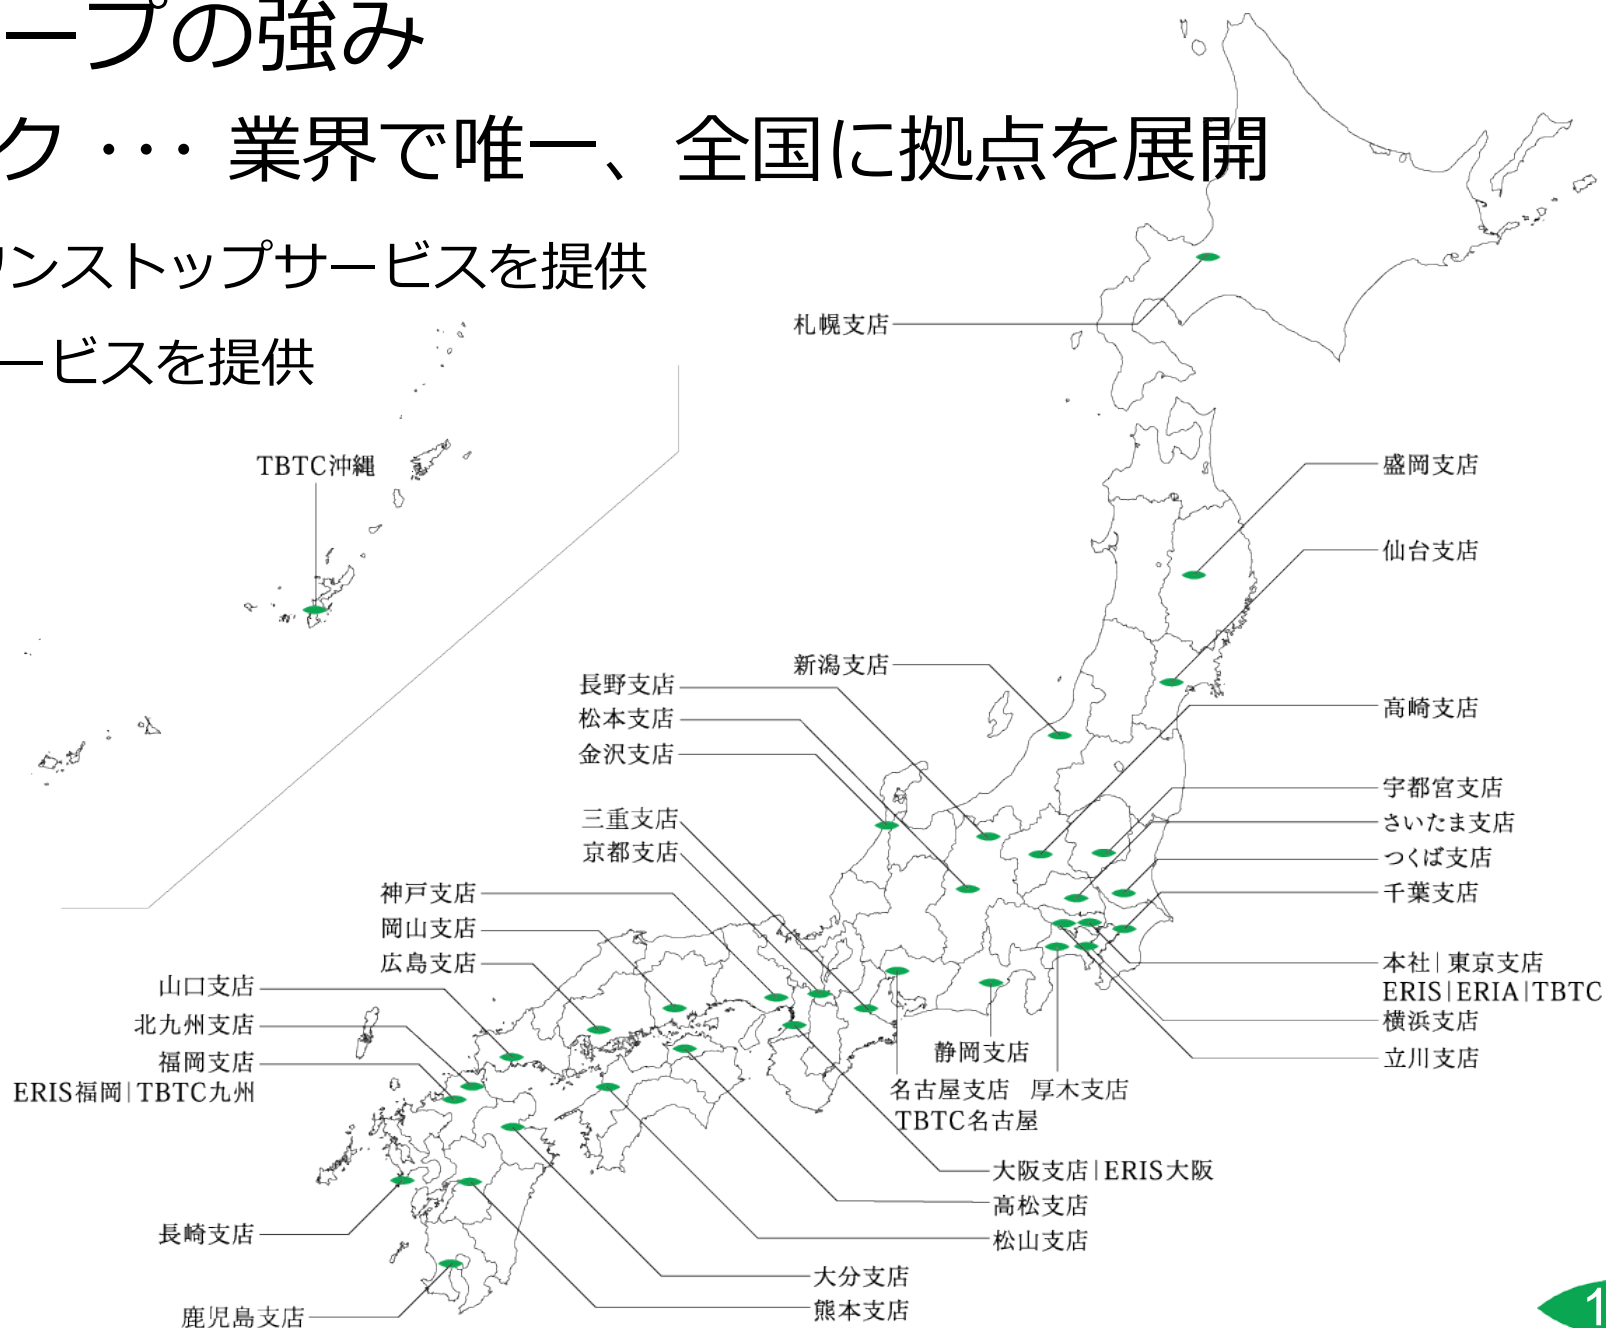 ープの強み
ク ･･･ 業界で唯一、全国に拠点を展開
ンストップサービスを提供
ービスを提供
札幌支店
TBTC沖縄
盛岡支店
仙台支店
新潟支店
長野支店
松本支店
金沢支店
高崎支店
宇都宮支店
さいたま支店
つくば支店
千葉支店
三重支店
京都支店
神戸支店
岡山支店
広島支店
山口支店
北九州支店
福岡支店
ERIS福岡|TBTC九州
本社|東京支店
ERIS|ERIA|TBTC
横浜支店
立川支店
静岡支店
名古屋支店
TBTC名古屋
厚木支店
大阪支店|ERIS大阪
高松支店
松山支店
長崎支店
大分支店
熊本支店
鹿児島支店
1